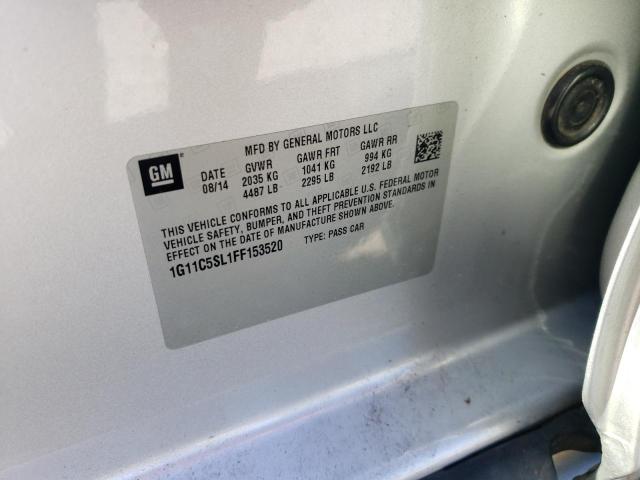 GM
MFD BY GENERAL MOTORS LLC
DATE GVWR GAWR FRT GAWR RR
08/14 2035 KG 1041 KG 994 KG
4487 LB 2295 LB 2192 LB
THIS VEHICLE CONFORMS TO ALL APPLICABLE U.S. FEDERAL MOTOR
VEHICLE SAFETY, BUMPER, AND THEFT PREVENTION STANDARDS IN
EFFECT ON THE DATE OF MANUFACTURE SHOWN ABOVE.
1G11C5SL1FF153520 TYPE: PASS CAR